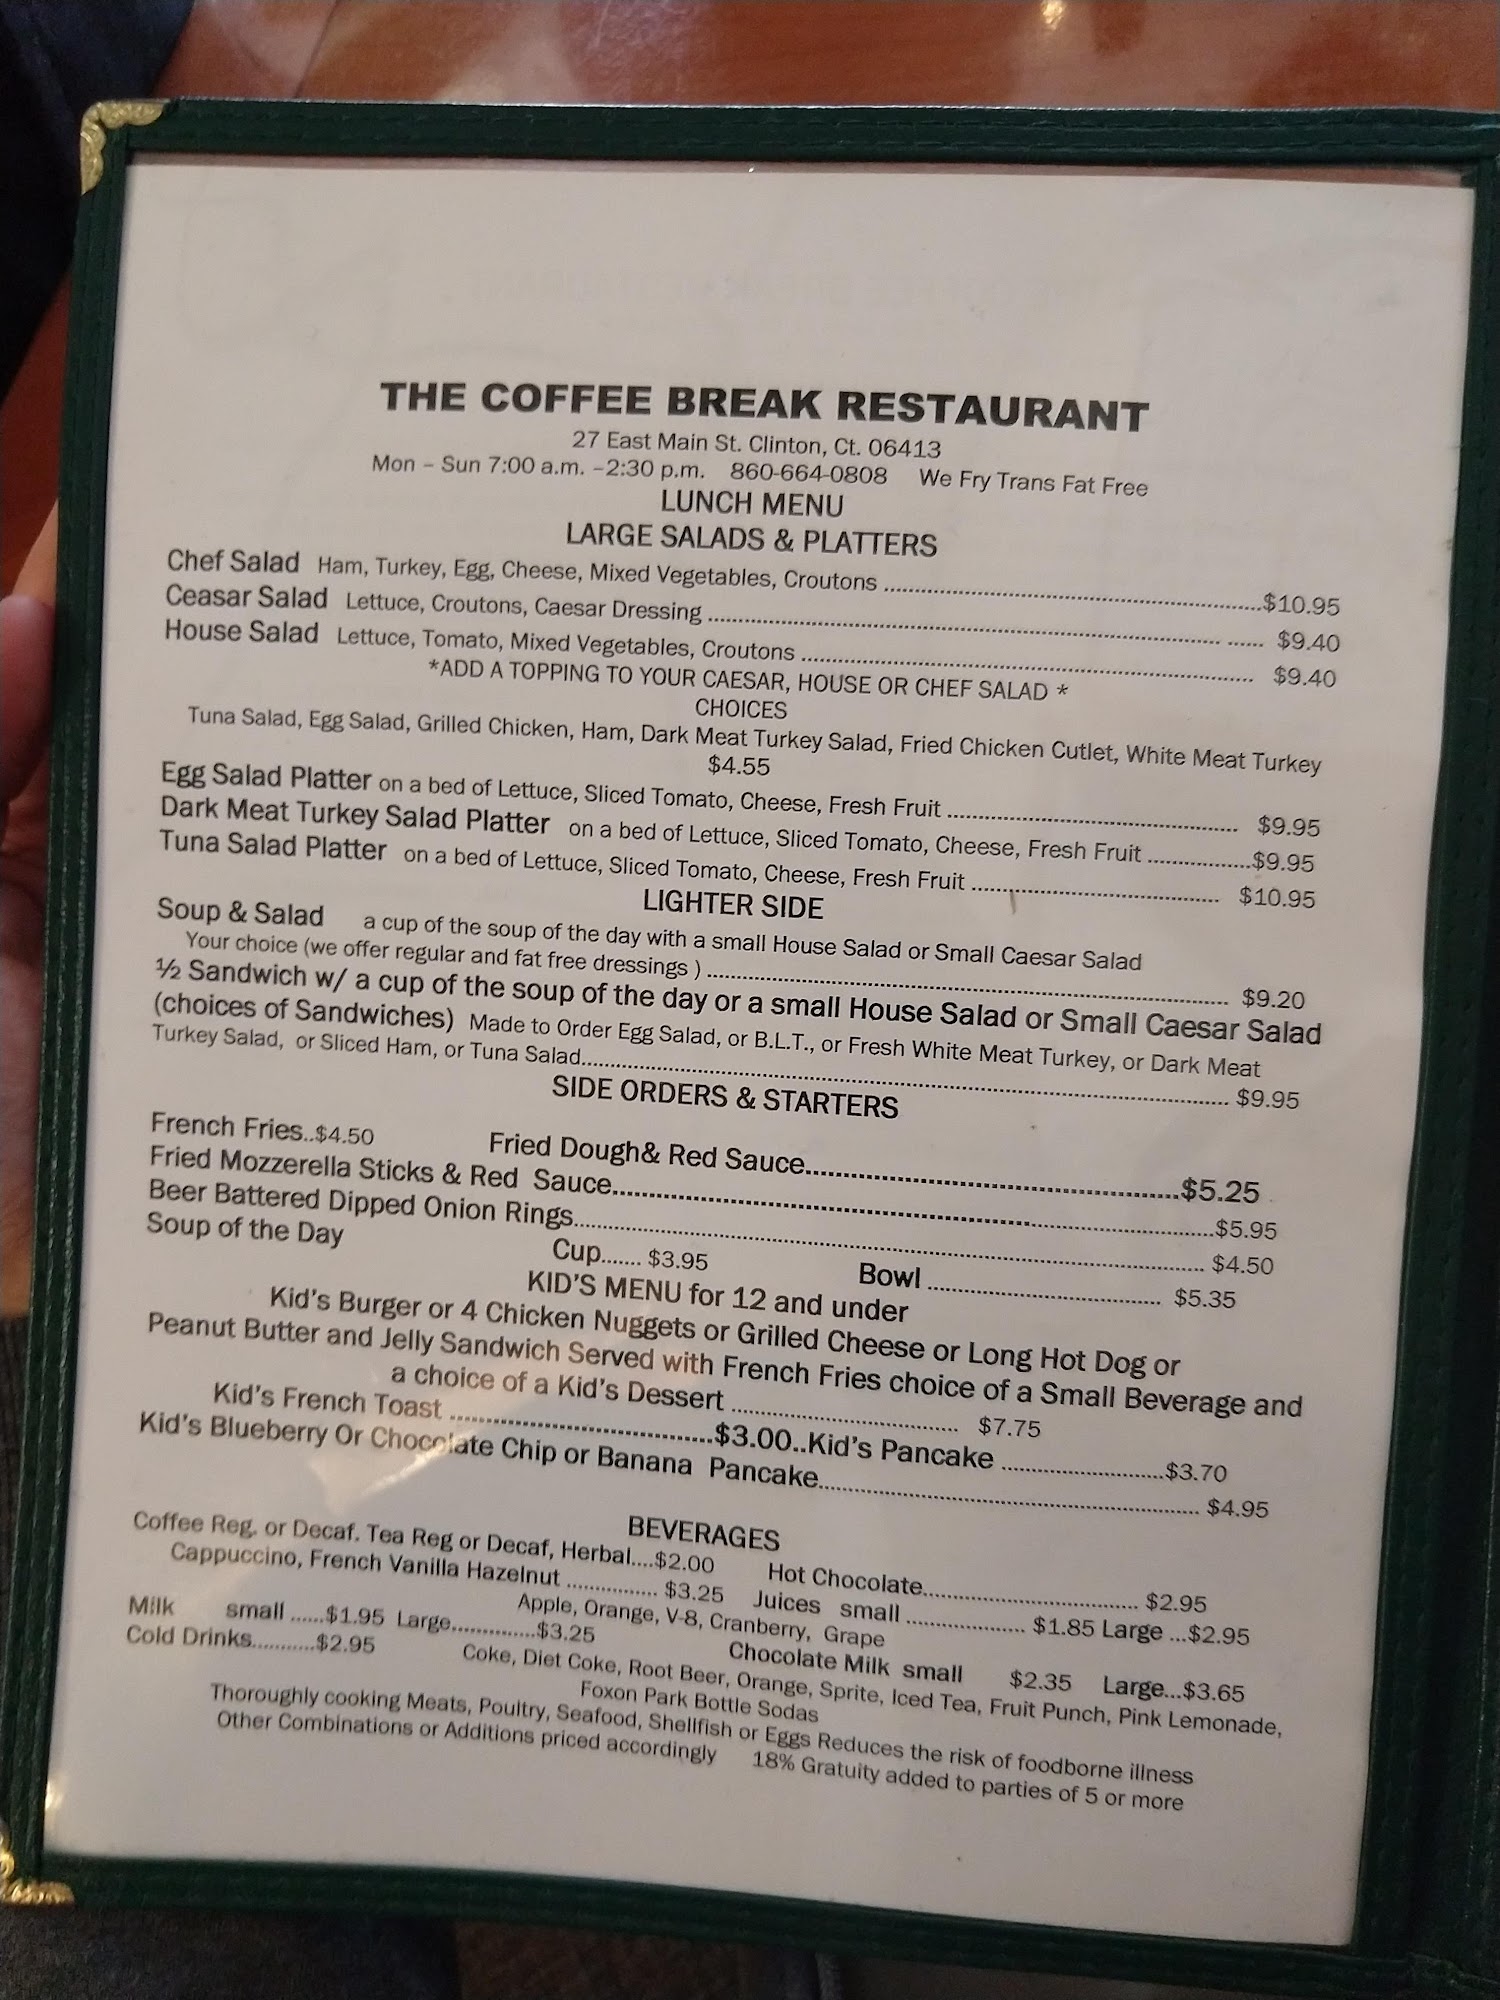 THE COFFEE BREAK RESTAURANT
27 East Main St. Clinton, Ct. 06413
Mon – Sun 7:00 a.m. –2:30 p.m. 860-664-0808 We Fry Trans Fat Free
LUNCH MENU
LARGE SALADS & PLATTERS
Chef Salad Ham, Turkey, Egg, Cheese, Mixed Vegetables, Croutons ........................................................$10.95
Ceasar Salad Lettuce, Croutons, Caesar Dressing ................................................................................ ...... $9.40
House Salad Lettuce, Tomato, Mixed Vegetables, Croutons ...................................................................... $9.40
*ADD A TOPPING TO YOUR CAESAR, HOUSE OR CHEF SALAD *
CHOICES
Tuna Salad, Egg Salad, Grilled Chicken, Ham, Dark Meat Turkey Salad, Fried Chicken Cutlet, White Meat Turkey
$4.55
Egg Salad Platter on a bed of Lettuce, Sliced Tomato, Cheese, Fresh Fruit ............................................. $9.95
Dark Meat Turkey Salad Platter on a bed of Lettuce, Sliced Tomato, Cheese, Fresh Fruit ................$9.95
Tuna Salad Platter on a bed of Lettuce, Sliced Tomato, Cheese, Fresh Fruit ...................................... $10.95
LIGHTER SIDE
Soup & Salad a cup of the soup of the day with a small House Salad or Small Caesar Salad
Your choice (we offer regular and fat free dressings ) ................................................................................ $9.20
½ Sandwich w/ a cup of the soup of the day or a small House Salad or Small Caesar Salad
(choices of Sandwiches) Made to Order Egg Salad, or B.L.T., or Fresh White Meat Turkey, or Dark Meat
Turkey Salad, or Sliced Ham, or Tuna Salad.................................................................................................... $9.95
SIDE ORDERS & STARTERS
French Fries..$4.50 Fried Dough& Red Sauce....................................................$5.25
Fried Mozzerella Sticks & Red Sauce..........................................................................................$5.95
Beer Battered Dipped Onion Rings................................................................................................. $4.50
Soup of the Day Cup....... $3.95 Bowl ................................... $5.35
KID'S MENU for 12 and under
Kid's Burger or 4 Chicken Nuggets or Grilled Cheese or Long Hot Dog or
Peanut Butter and Jelly Sandwich Served with French Fries choice of a Small Beverage and
a choice of a Kid's Dessert .................................. $7.75
Kid's French Toast .....................................$3.00..Kid's Pancake .........................$3.70
Kid's Blueberry Or Chocolate Chip or Banana Pancake........................................................... $4.95
BEVERAGES
Coffee Reg. or Decaf. Tea Reg or Decaf, Herbal....$2.00 Hot Chocolate.................................. $2.95
Cappuccino, French Vanilla Hazelnut ................ $3.25 Juices small .................. $1.85 Large ...$2.95
Apple, Orange, V-8, Cranberry, Grape
Milk small ......$1.95 Large..............$3.25 Chocolate Milk small $2.35 Large...$3.65
Cold Drinks...........$2.95 Coke, Diet Coke, Root Beer, Orange, Sprite, Iced Tea, Fruit Punch, Pink Lemonade,
Foxon Park Bottle Sodas
Thoroughly cooking Meats, Poultry, Seafood, Shellfish or Eggs Reduces the risk of foodborne illness
Other Combinations or Additions priced accordingly 18% Gratuity added to parties of 5 or more